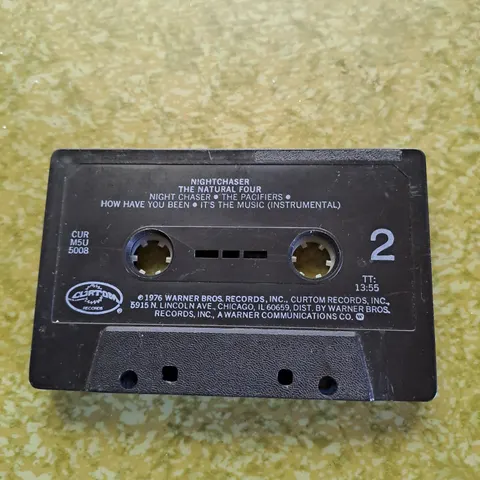 NIGHTCHASER
THE NATURAL FOUR
NIGHT CHASER • THE PACIFIERS •
HOW HAVE YOU BEEN • IT'S THE MUSIC (INSTRUMENTAL)
CUR
M5U
5008
2
TT:
13:55
CURTOM
RECORDS
©1976 WARNER BROS. RECORDS, INC., CURTOM RECORDS, INC.,
5915 N. LINCOLN AVE., CHICAGO, IL 60659, DIST. BY WARNER BROS.
RECORDS, INC., A WARNER COMMUNICATIONS CO.